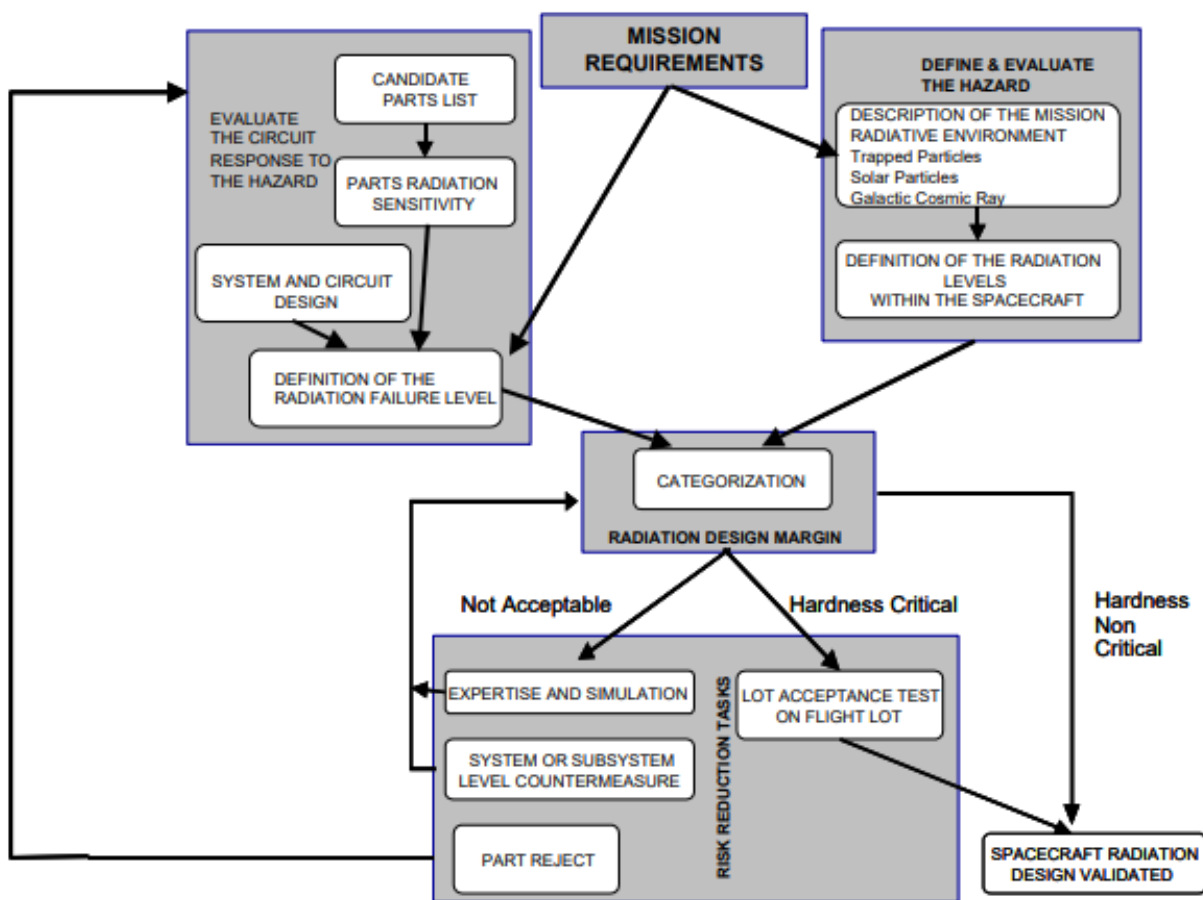 MISSION
REQUIREMENTS
EVALUATE
THE CIRCUIT
RESPONSE TO
THE HAZARD
CANDIDATE
PARTS LIST
PARTS RADIATION
SENSITIVITY
SYSTEM AND CIRCUIT
DESIGN
DEFINITION OF THE
RADIATION FAILURE LEVEL
DEFINE & EVALUATE
THE HAZARD
DESCRIPTION OF THE MISSION
RADIATIVE ENVIRONMENT
Trapped Particles
Solar Particles
Galactic Cosmic Ray
DEFINITION OF THE RADIATION
LEVELS
WITHIN THE SPACECRAFT
CATEGORIZATION
RADIATION DESIGN MARGIN
Not Acceptable
Hardness Critical
Hardness
Non
Critical
EXPERTISE AND SIMULATION
SYSTEM OR SUBSYSTEM
LEVEL COUNTERMEASURE
PART REJECT
RISK REDUCTION TASKS
LOT ACCEPTANCE TEST
ON FLIGHT LOT
SPACECRAFT RADIATION
DESIGN VALIDATED